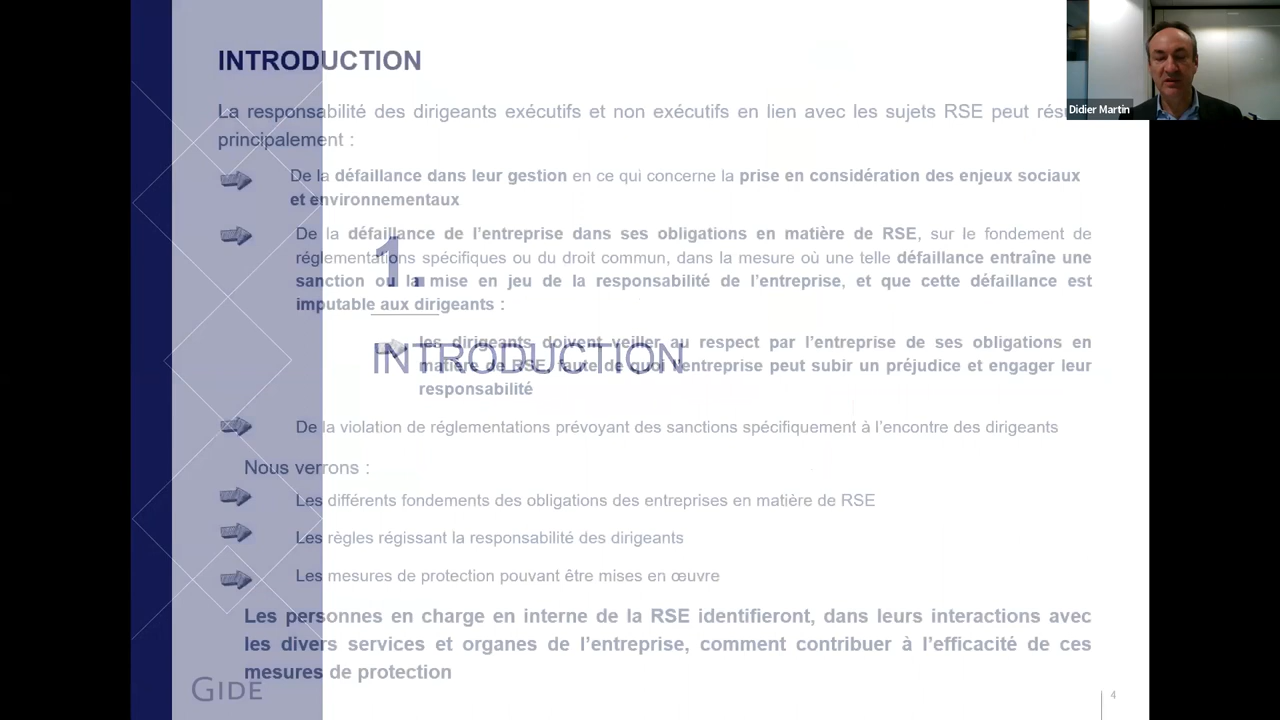 INTRODUCTION
La responsabilité des dirigeants exécutifs et non exécutifs en lien avec les sujets RSE peut
principalement :
De la défaillance dans leur gestion en ce qui concerne la prise en considération des enjeux sociaux
et environnementaux
De la défaillance de l'entreprise dans ses obligations en matière de RSE, sur le fondement de
réglementations spécifiques ou du droit commun, dans la mesure où une telle défaillance entraîne une
sanction ou la mise en jeu de la responsabilité de l'entreprise, et que cette défaillance est
imputable aux dirigeants :
1.
INTRODUCTION
les dirigeants doivent veiller au respect par l'entreprise de ses obligations en
matière de RSE, faute de quoi l'entreprise peut subir un préjudice et engager leur
responsabilité
De la violation de réglementations prévoyant des sanctions spécifiquement à l'encontre des dirigeants
Nous verrons :
Les différents fondements des obligations des entreprises en matière de RSE
Les règles régissant la responsabilité des dirigeants
Les mesures de protection pouvant être mises en œuvre
Les personnes en charge en interne de la RSE identifieront, dans leurs interactions avec
les divers services et organes de l'entreprise, comment contribuer à l'efficacité de ces
mesures de protection
GIDE
4
Didier Martin